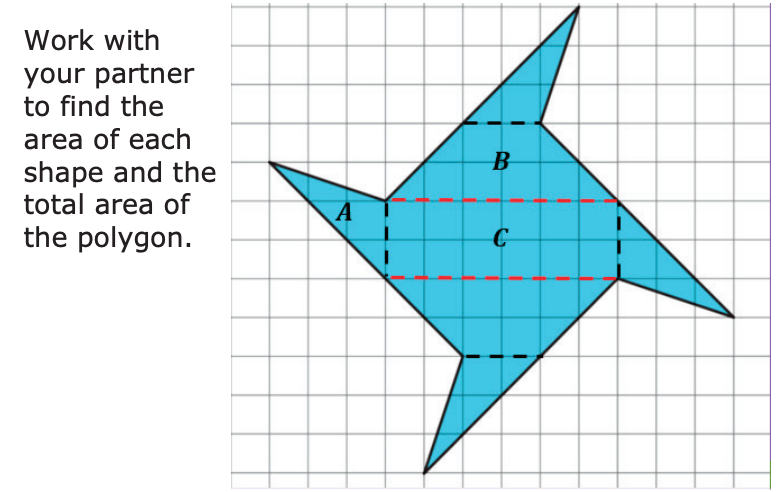 Work with
your partner
to find the
area of each
shape and the
total area of
the polygon.
B
A
C